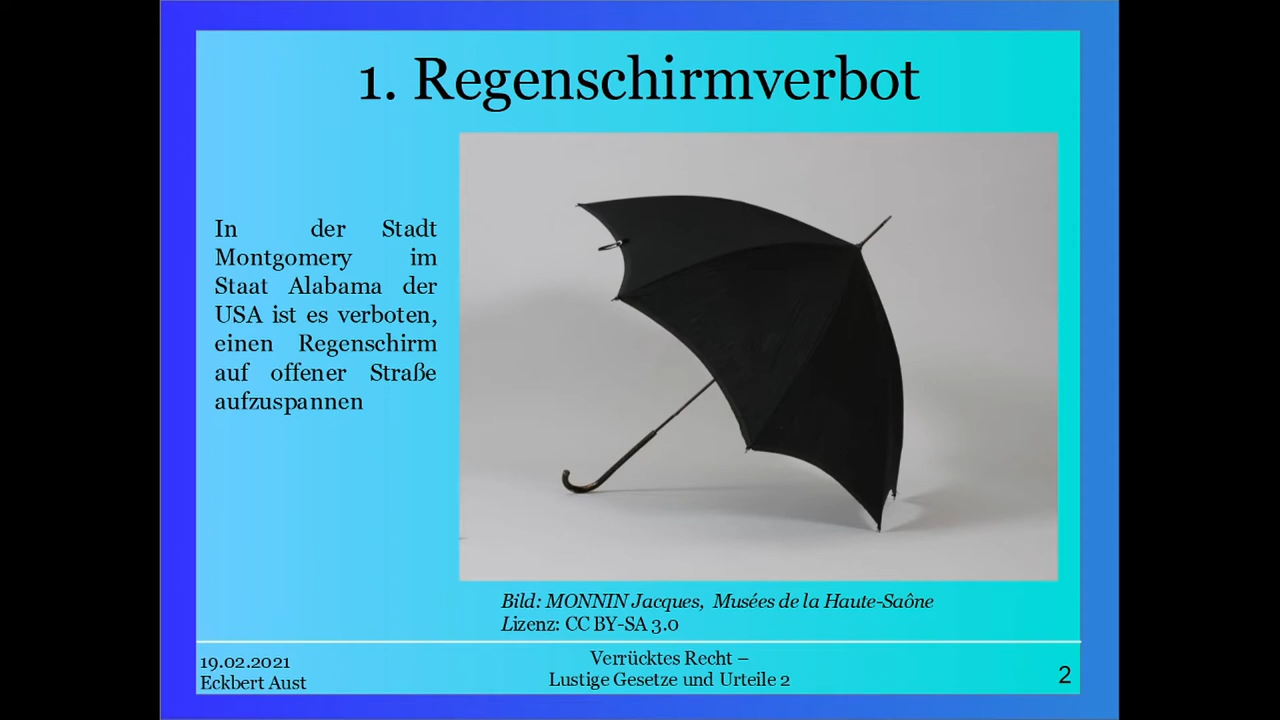 1. Regenschirmverbot
In der Stadt
Montgomery im
Staat Alabama der
USA ist es verboten,
einen Regenschirm
auf offener Straße
aufzuspannen
Bild: MONNIN Jacques, Musées de la Haute-Saône
Lizenz: CC BY-SA 3.0
19.02.2021
Eckbert Aust
Verrücktes Recht –
Lustige Gesetze und Urteile 2
2